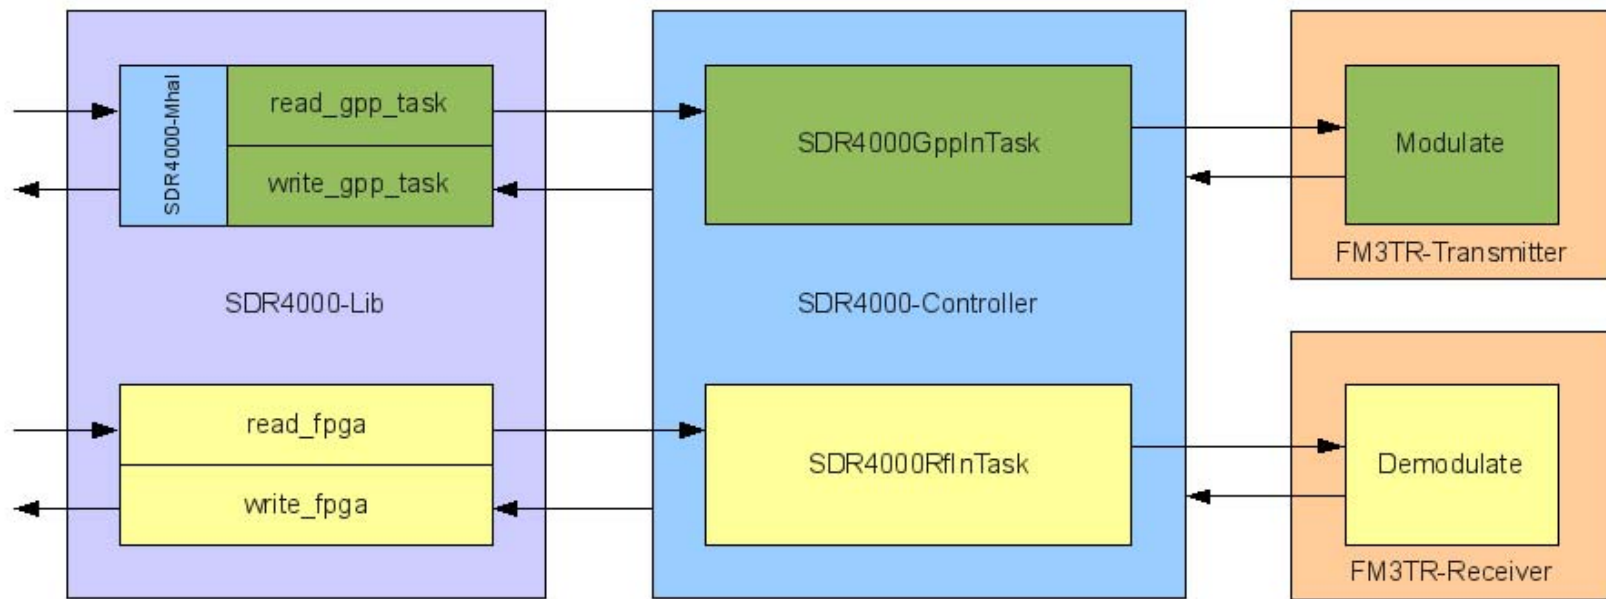 SDR4000-Mhal
read_gpp_task
write_gpp_task
SDR4000-Lib
read_fpga
write_fpga
SDR4000GppInTask
SDR4000-Controller
SDR4000RfInTask
Modulate
FM3TR-Transmitter
Demodulate
FM3TR-Receiver